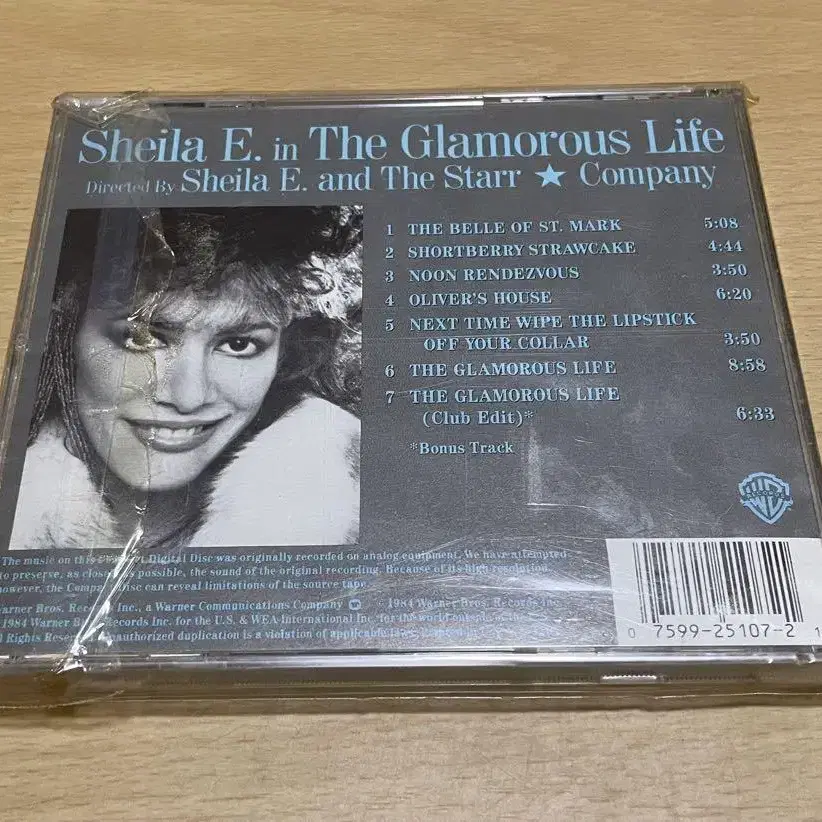 Sheila E. in The Glamorous Life
Directed By Sheila E. and The Starr ★ Company
1 THE BELLE OF ST. MARK 5:08
2 SHORTBERRY STRAWCAKE 4:44
3 NOON RENDEZVOUS 3:50
4 OLIVER'S HOUSE 6:20
5 NEXT TIME WIPE THE LIPSTICK
OFF YOUR COLLAR 3:50
6 THE GLAMOROUS LIFE 8:58
7 THE GLAMOROUS LIFE
(Club Edit)* 6:33
*Bonus Track
RECORDS
The music on this Digital Disc was originally recorded on analog equipment. We have attempted
to preserve, as close as possible, the sound of the original recording. Because of its high resolution,
however, the Compact Disc can reveal limitations of the source tape.
Warner Bros. Records Inc., a Warner Communications Company © 1984 Warner Bros. Records Inc.
1984 Warner Bros. Records Inc. for the U.S. & WEA International Inc. for the world outside of the
All Rights Reserved. Unauthorized duplication is a violation of applicable laws.
0 7599-25107-2 1